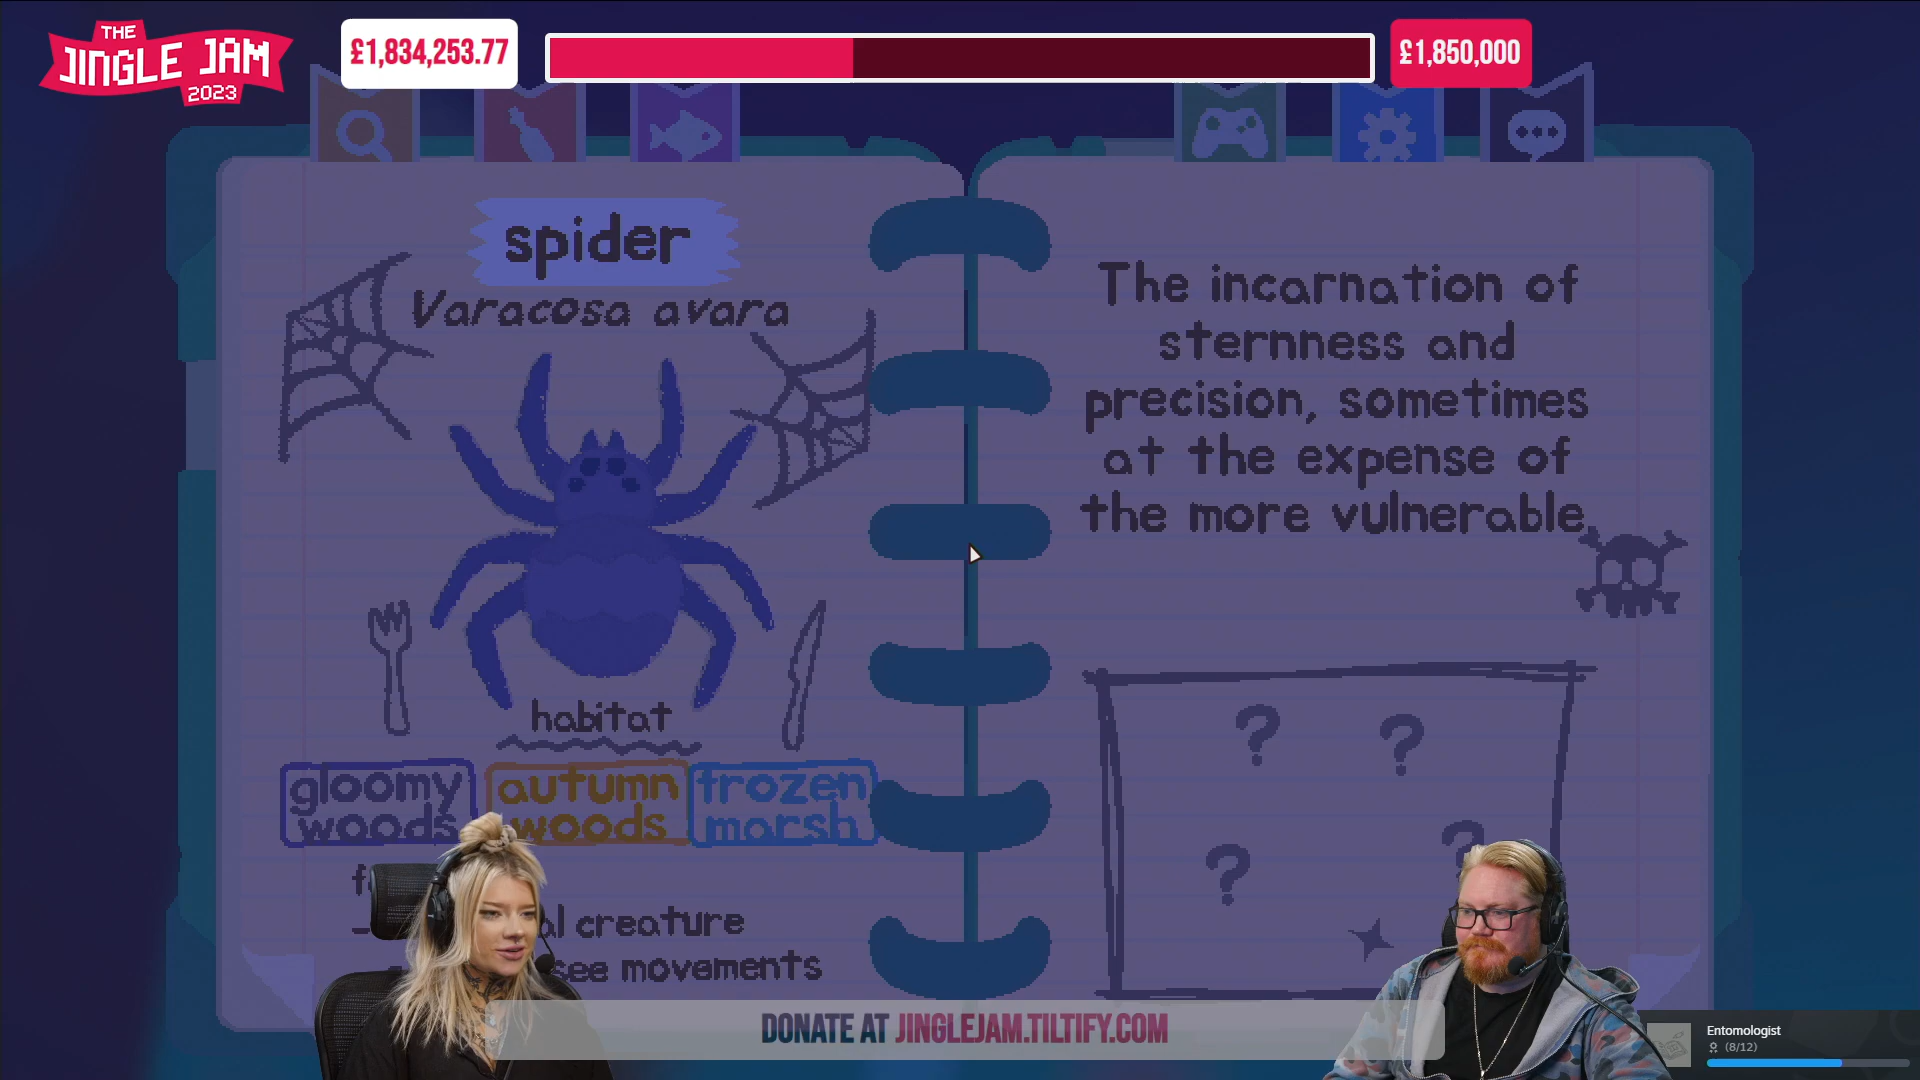 THE
JINGLE JAM
2023
£1,834,253.77
£1,850,000
spider
Varacosa avara
habitat
gloomy
woods
autumn
woods
frozen
marsh
creature
see movements
The incarnation of
sternness and
precision, sometimes
at the expense of
the more vulnerable.
? ?
? ?
DONATE AT JINGLEJAM.TILTIFY.COM
Entomologist
(8/12)